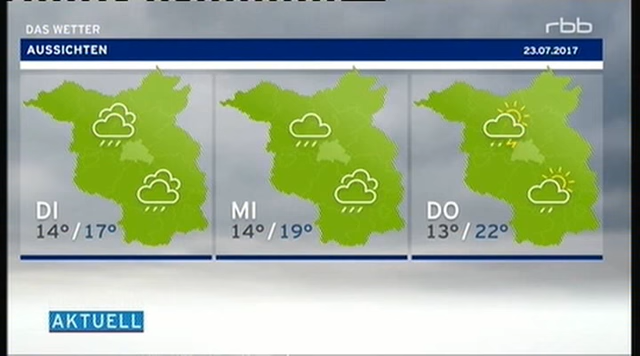 DAS WETTER
rbb
AUSSICHTEN
23.07.2017
DI
14°/17°
MI
14°/19°
DO
13°/22°
AKTUELL